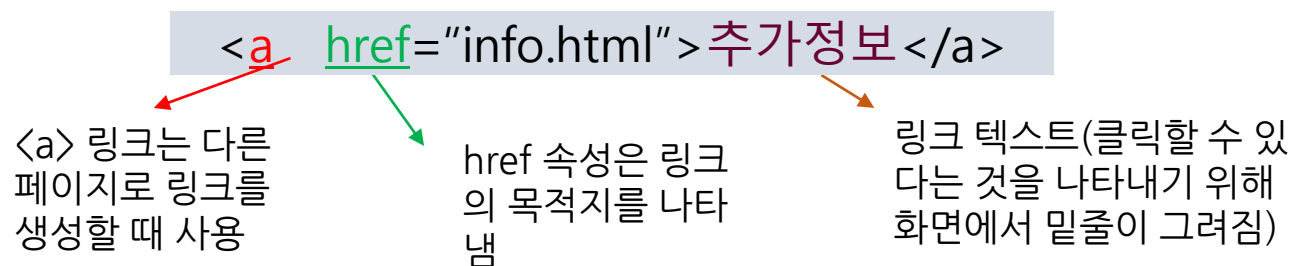 <a href="info.html">추가정보</a>
<a> 링크는 다른
페이지로 링크를
생성할 때 사용
href 속성은 링크
의 목적지를 나타
냄
링크 텍스트(클릭할 수 있
다는 것을 나타내기 위해
화면에서 밑줄이 그려짐)